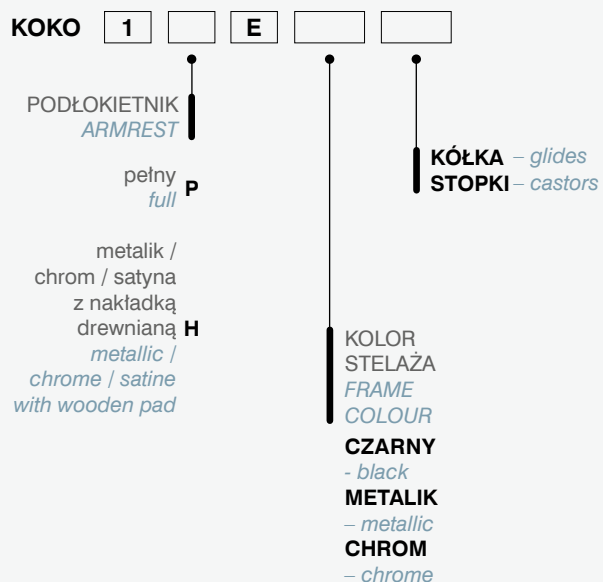 KOKO 1 E
PODŁOKIETNIK
ARMREST
pełny
full P
metalik /
chrom / satyna
z nakładką
drewnianą H
metallic /
chrome / satine
with wooden pad
KÓŁKA – glides
STOPKI – castors
KOLOR
STELAŻA
FRAME
COLOUR
CZARNY
- black
METALIK
– metallic
CHROM
– chrome